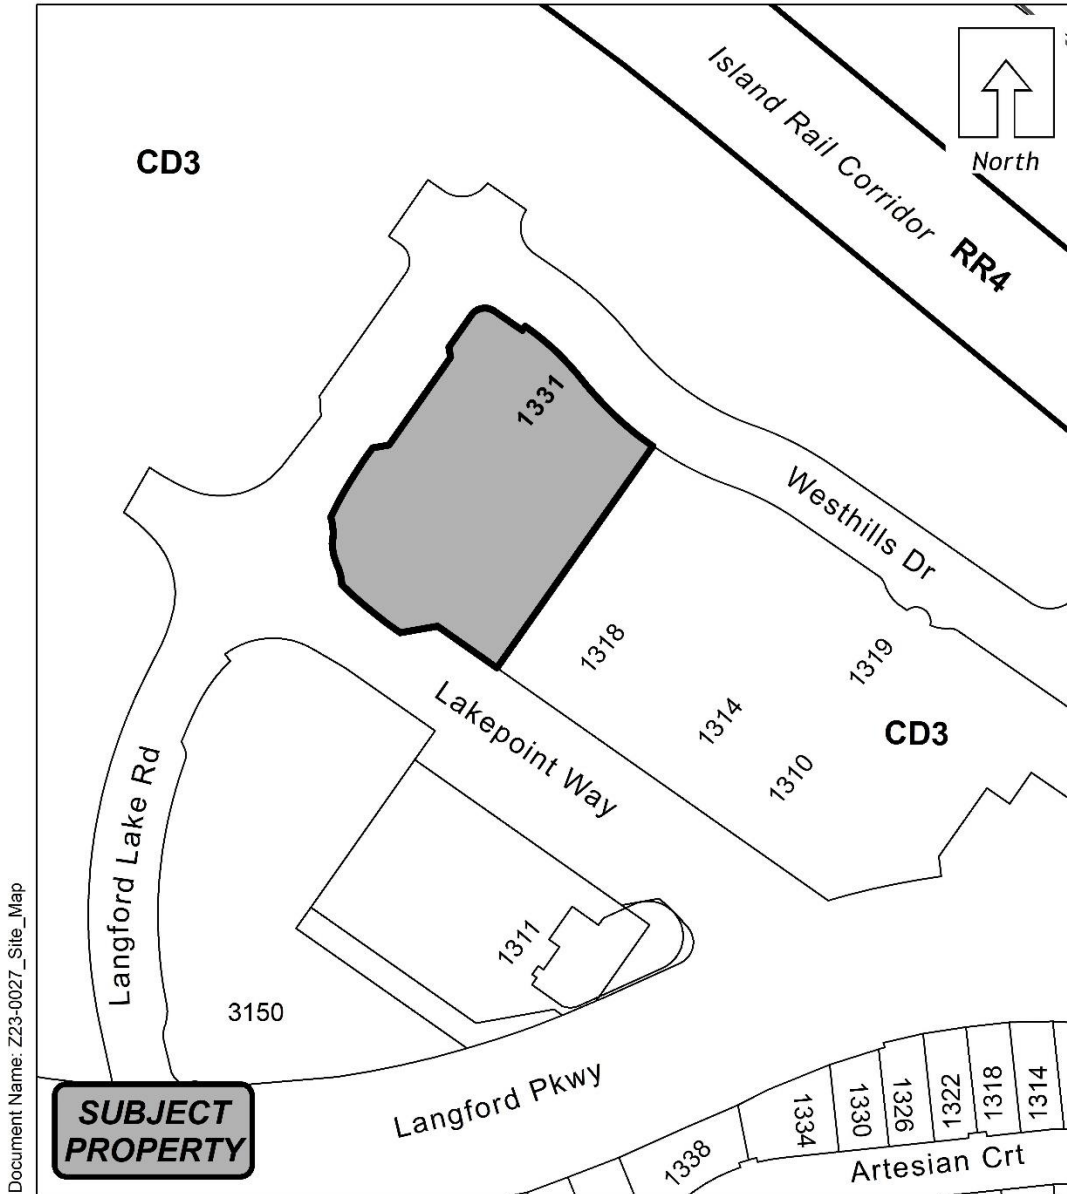 Island Rail Corridor RR4
North
CD3
1331
Westhills Dr
1318
1319
1314
1310
CD3
Lakepoint Way
Langford Lake Rd
1311
3150
Langford Pkwy
SUBJECT
PROPERTY
1338
1334
1330
1326
1322
1318
1314
Artesian Crt
Document Name: Z23-0027_Site_Map